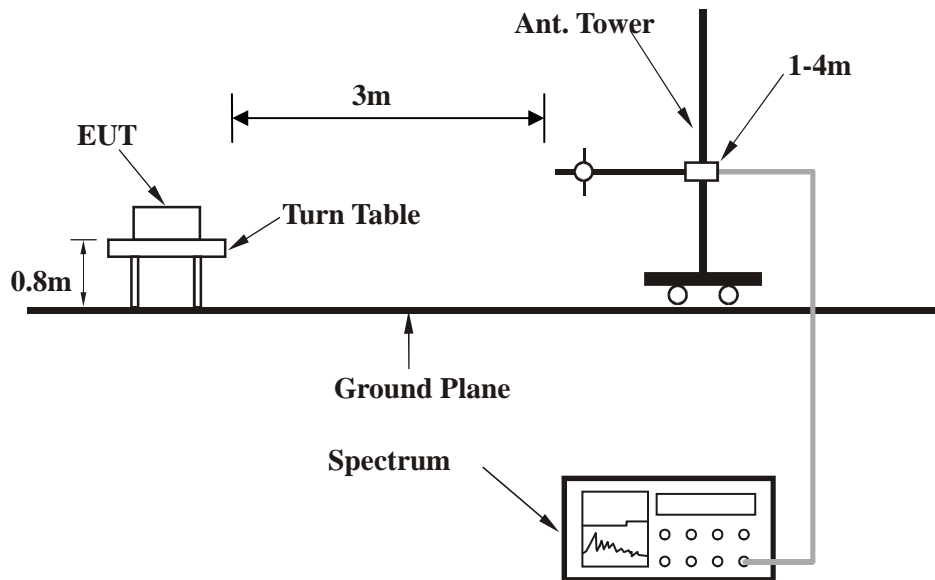 Ant. Tower
1-4m
3m
EUT
Turn Table
0.8m
Ground Plane
Spectrum